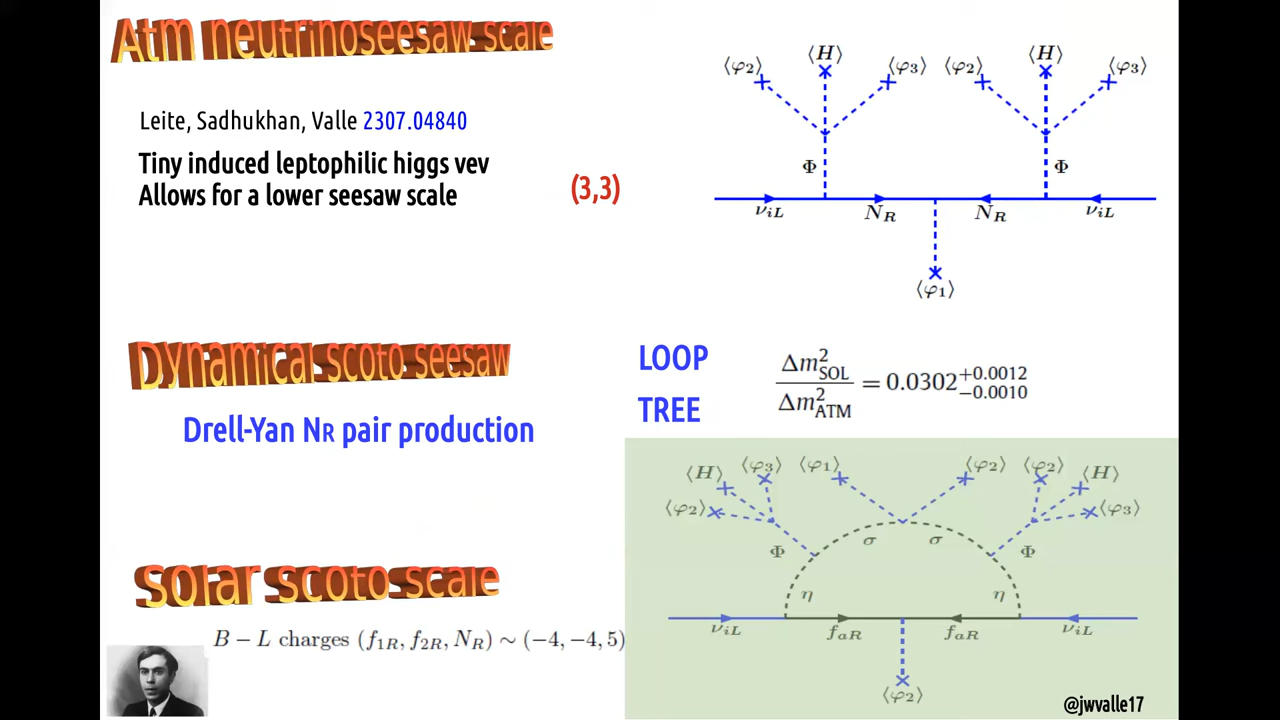 Atm neutrinoseesaw scale
Leite, Sadhukhan, Valle 2307.04840
Tiny induced leptophilic higgs vev
Allows for a lower seesaw scale
(3,3)
⟨φ2⟩ ⟨H⟩ ⟨φ3⟩ ⟨φ2⟩ ⟨H⟩ ⟨φ3⟩
Φ Φ
νiL NR NR νiL
⟨φ1⟩
Dynamical scoto seesaw
Drell-Yan NR pair production
LOOP
TREE
Δm²SOL / Δm²ATM = 0.0302 +0.0012 −0.0010
⟨H⟩ ⟨φ3⟩ ⟨φ1⟩ ⟨φ2⟩ ⟨φ2⟩ ⟨H⟩
⟨φ2⟩ ⟨φ3⟩
Φ σ σ Φ
η η
νiL faR faR νiL
⟨φ2⟩
solar scoto scale
B − L charges (f1R, f2R, NR) ∼ (−4, −4, 5)
@jwvalle17